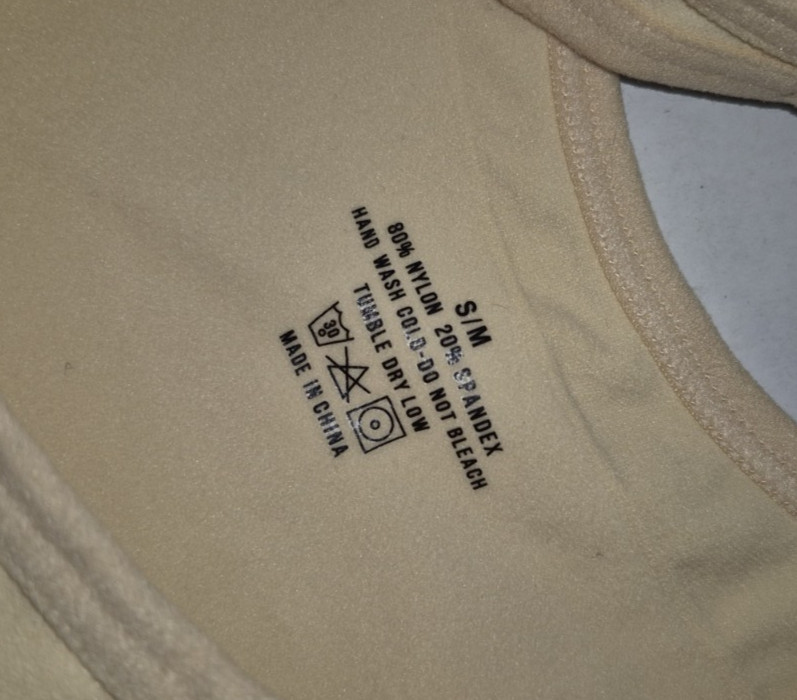 S/M
80% NYLON 20% SPANDEX
HAND WASH COLD-DO NOT BLEACH
TUMBLE DRY LOW
30
MADE IN CHINA